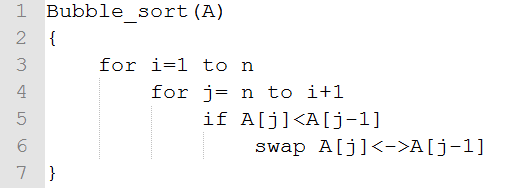 1 Bubble_sort(A)
2 {
3 for i=1 to n
4 for j= n to i+1
5 if A[j]<A[j-1]
6 swap A[j]<->A[j-1]
7 }